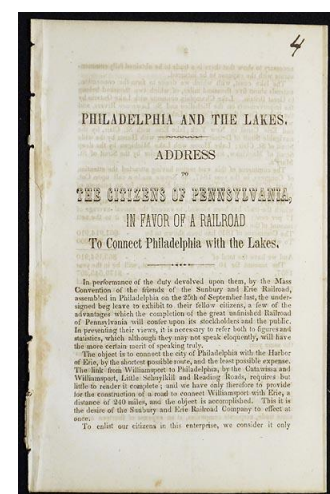 4
PHILADELPHIA AND THE LAKES.
ADDRESS
TO
THE CITIZENS OF PENNSYLVANIA,
IN FAVOR OF A RAILROAD
To Connect Philadelphia with the Lakes.
In performance of the duty devolved upon them, by the Mass
Convention of the friends of the Sunbury and Erie Railroad,
assembled in Philadelphia on the 25th of September last, the under-
signed beg leave to exhibit to their fellow citizens, a few of the
advantages which the completion of the great unfinished Railroad
of Pennsylvania will confer upon its stockholders and the public.
In presenting their views, it is necessary to refer both to figures and
statistics, which although they may not speak eloquently, will have
the more certain merit of speaking truly.
The object is to connect the city of Philadelphia with the Harbor
of Erie, by the shortest possible route, and the least possible expense.
The link from Williamsport to Philadelphia, by the Catawissa and
Williamsport, Little Schuylkill and Reading Roads, requires but
little to render it complete; and we have only therefore to provide
for the construction of a road to connect Williamsport with Erie, a
distance of 240 miles, and the object is accomplished. This it is
the desire of the Sunbury and Erie Railroad Company to effect at
once.
To enlist our citizens in this enterprise, we consider it only